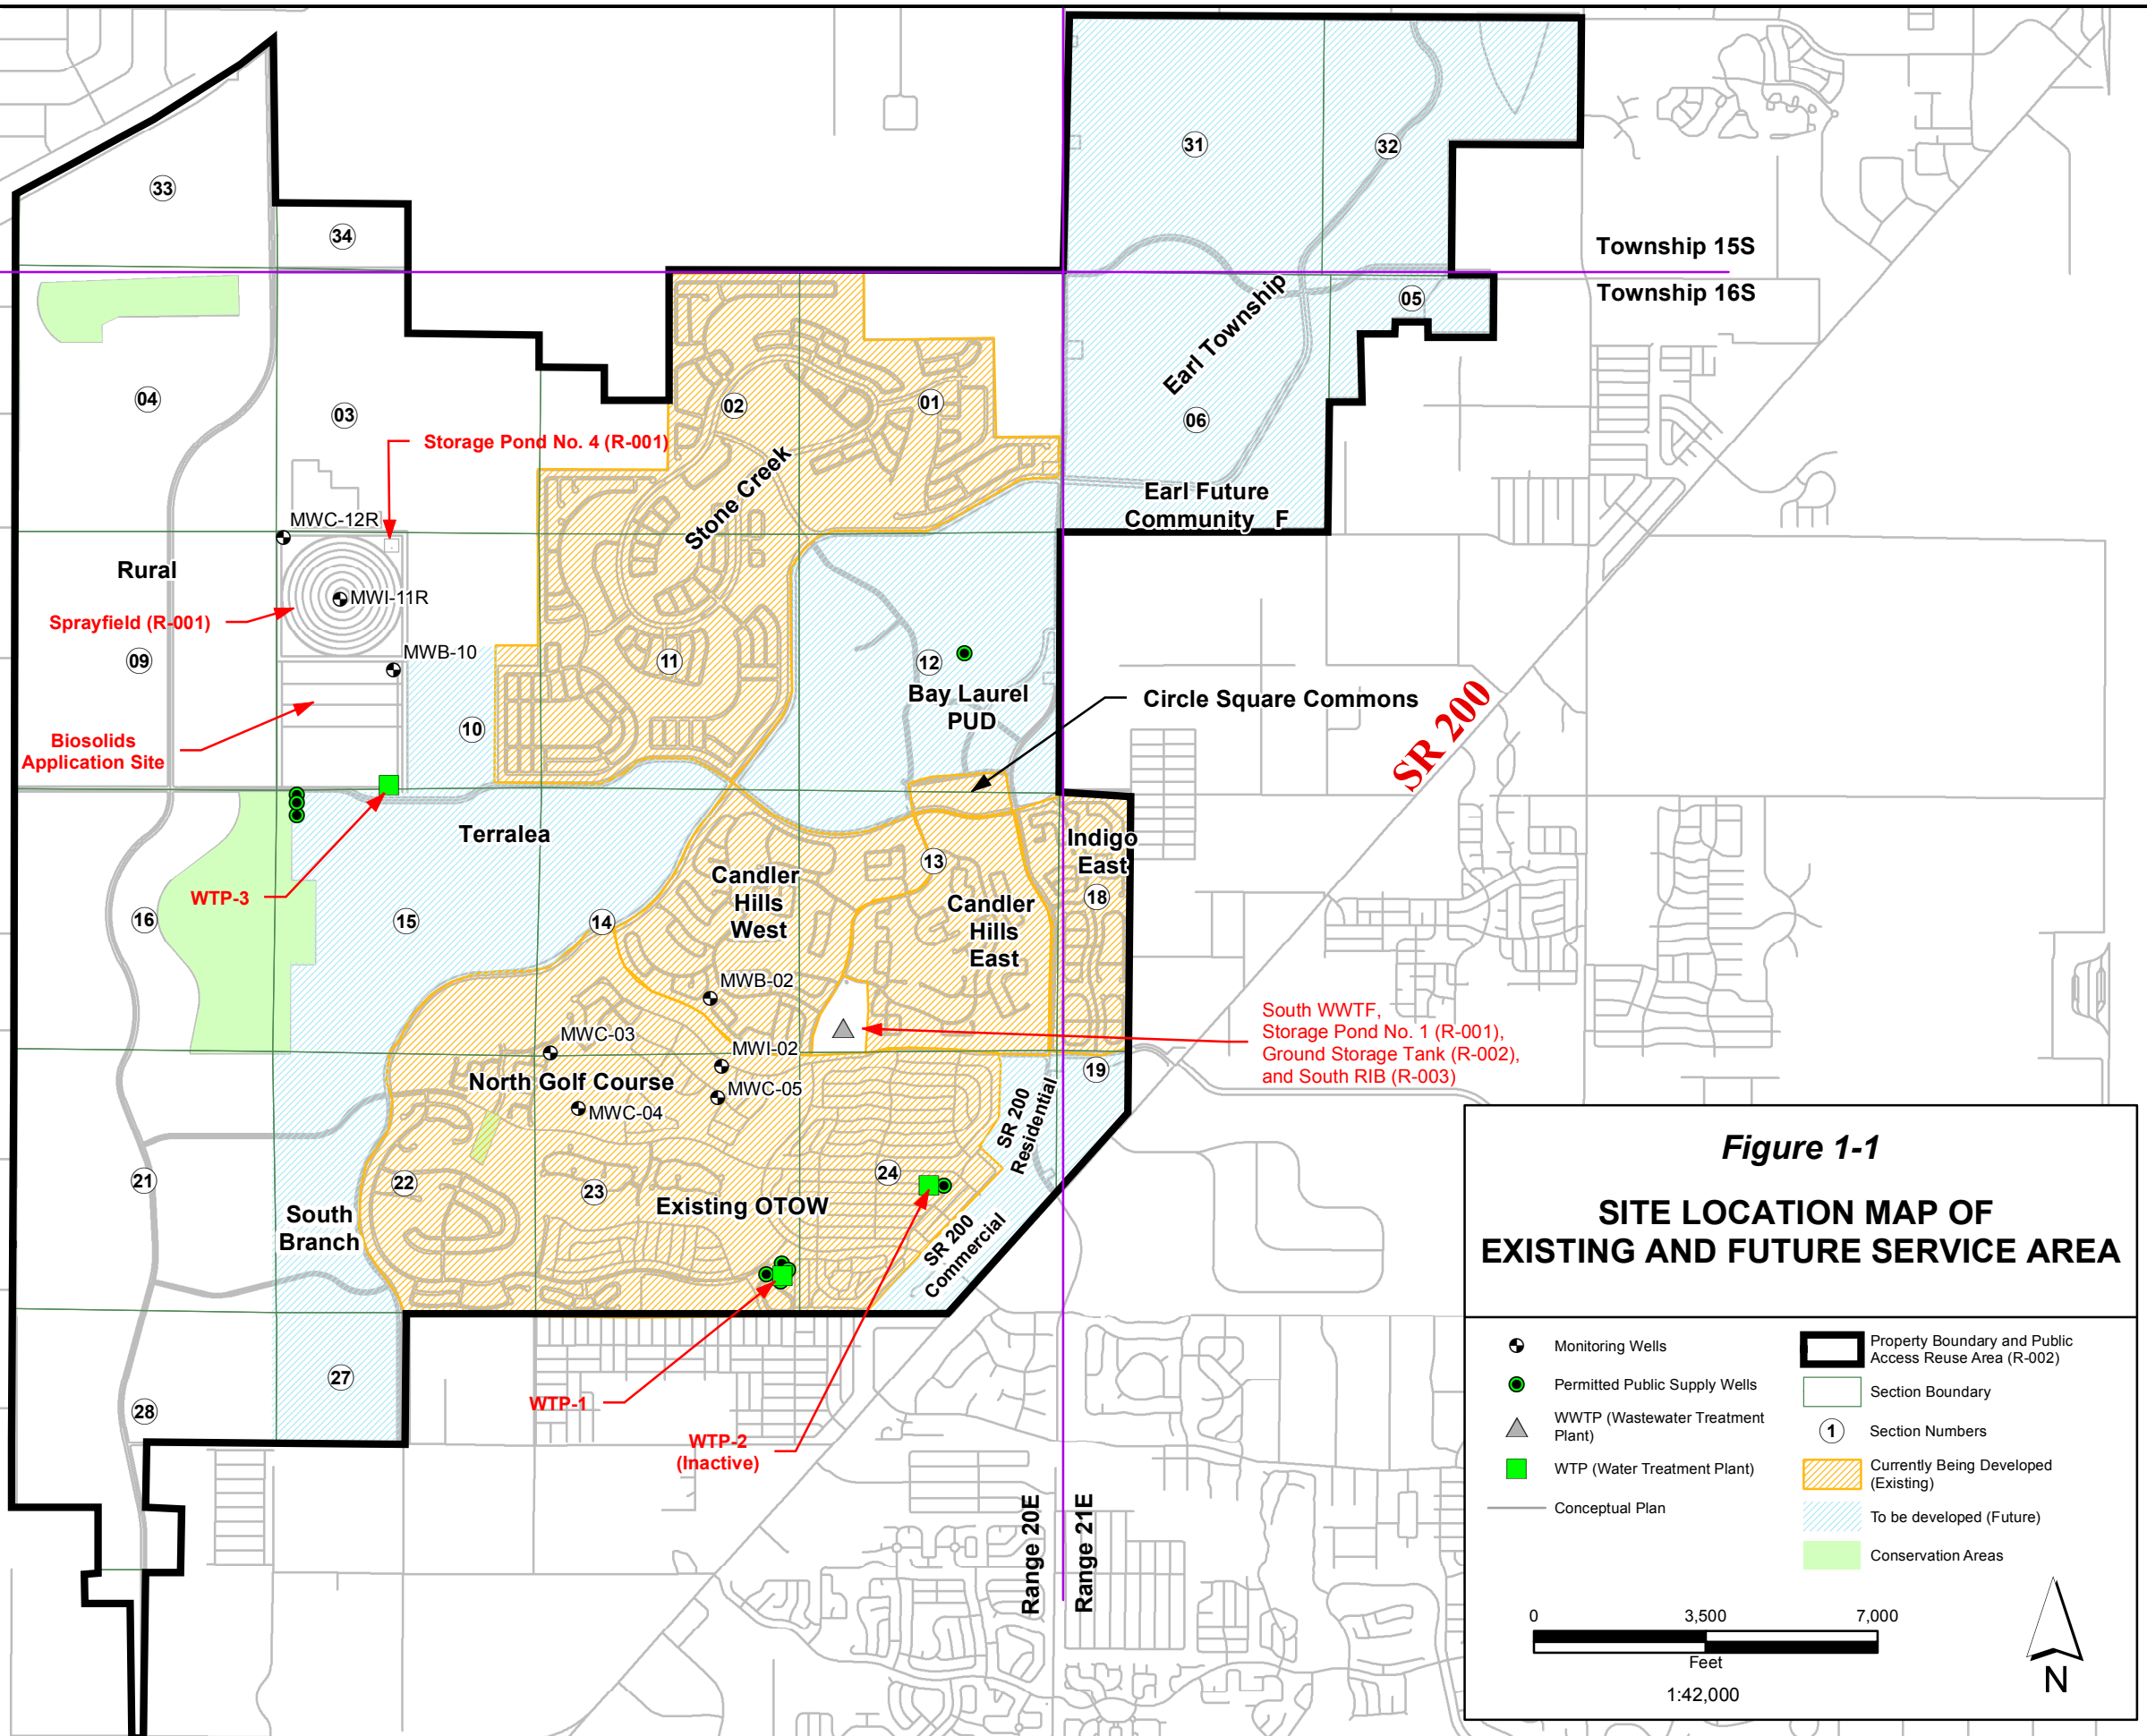 31
32
33
34
Township 15S
Township 16S
05
Earl Township
04
03
02
01
06
Storage Pond No. 4 (R-001)
Stone Creek
Earl Future
Community F
MWC-12R
Rural
MWI-11R
Sprayfield (R-001)
MWB-10
09
11
12
Bay Laurel
PUD
Circle Square Commons
SR 200
10
Biosolids
Application Site
Terralea
Indigo
East
13
Candler
Hills
West
WTP-3
18
Candler
Hills
East
16
15
14
MWB-02
South WWTF,
Storage Pond No. 1 (R-001),
Ground Storage Tank (R-002),
and South RIB (R-003)
MWC-03
MWI-02
19
North Golf Course
MWC-05
MWC-04
SR 200
Residential
21
22
23
24
Existing OTOW
South
Branch
SR 200
Commercial
27
28
WTP-1
WTP-2
(Inactive)
Range 20E
Range 21E
Figure 1-1
SITE LOCATION MAP OF
EXISTING AND FUTURE SERVICE AREA
Monitoring Wells
Permitted Public Supply Wells
WWTP (Wastewater Treatment
Plant)
WTP (Water Treatment Plant)
Conceptual Plan
Property Boundary and Public
Access Reuse Area (R-002)
Section Boundary
1
Section Numbers
Currently Being Developed
(Existing)
To be developed (Future)
Conservation Areas
0 3,500 7,000
Feet
1:42,000
N